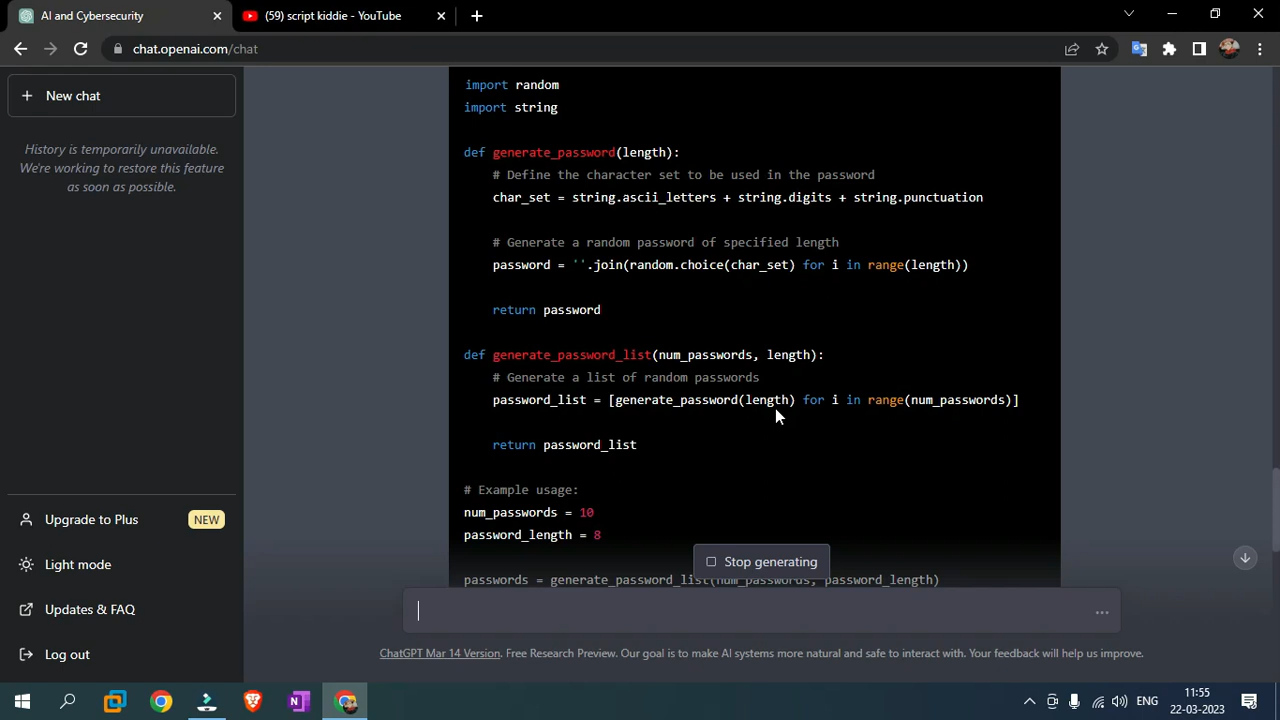 AI and Cybersecurity
(59) script kiddie - YouTube
chat.openai.com/chat
New chat
History is temporarily unavailable.
We're working to restore this feature
as soon as possible.
import random
import string
def generate_password(length):
# Define the character set to be used in the password
char_set = string.ascii_letters + string.digits + string.punctuation
# Generate a random password of specified length
password = ''.join(random.choice(char_set) for i in range(length))
return password
def generate_password_list(num_passwords, length):
# Generate a list of random passwords
password_list = [generate_password(length) for i in range(num_passwords)]
return password_list
# Example usage:
num_passwords = 10
password_length = 8
passwords = generate_password_list(num_passwords, password_length)
Stop generating
Upgrade to Plus NEW
Light mode
Updates & FAQ
Log out
ChatGPT Mar 14 Version. Free Research Preview. Our goal is to make AI systems more natural and safe to interact with. Your feedback will help us improve.
ENG
11:55
22-03-2023